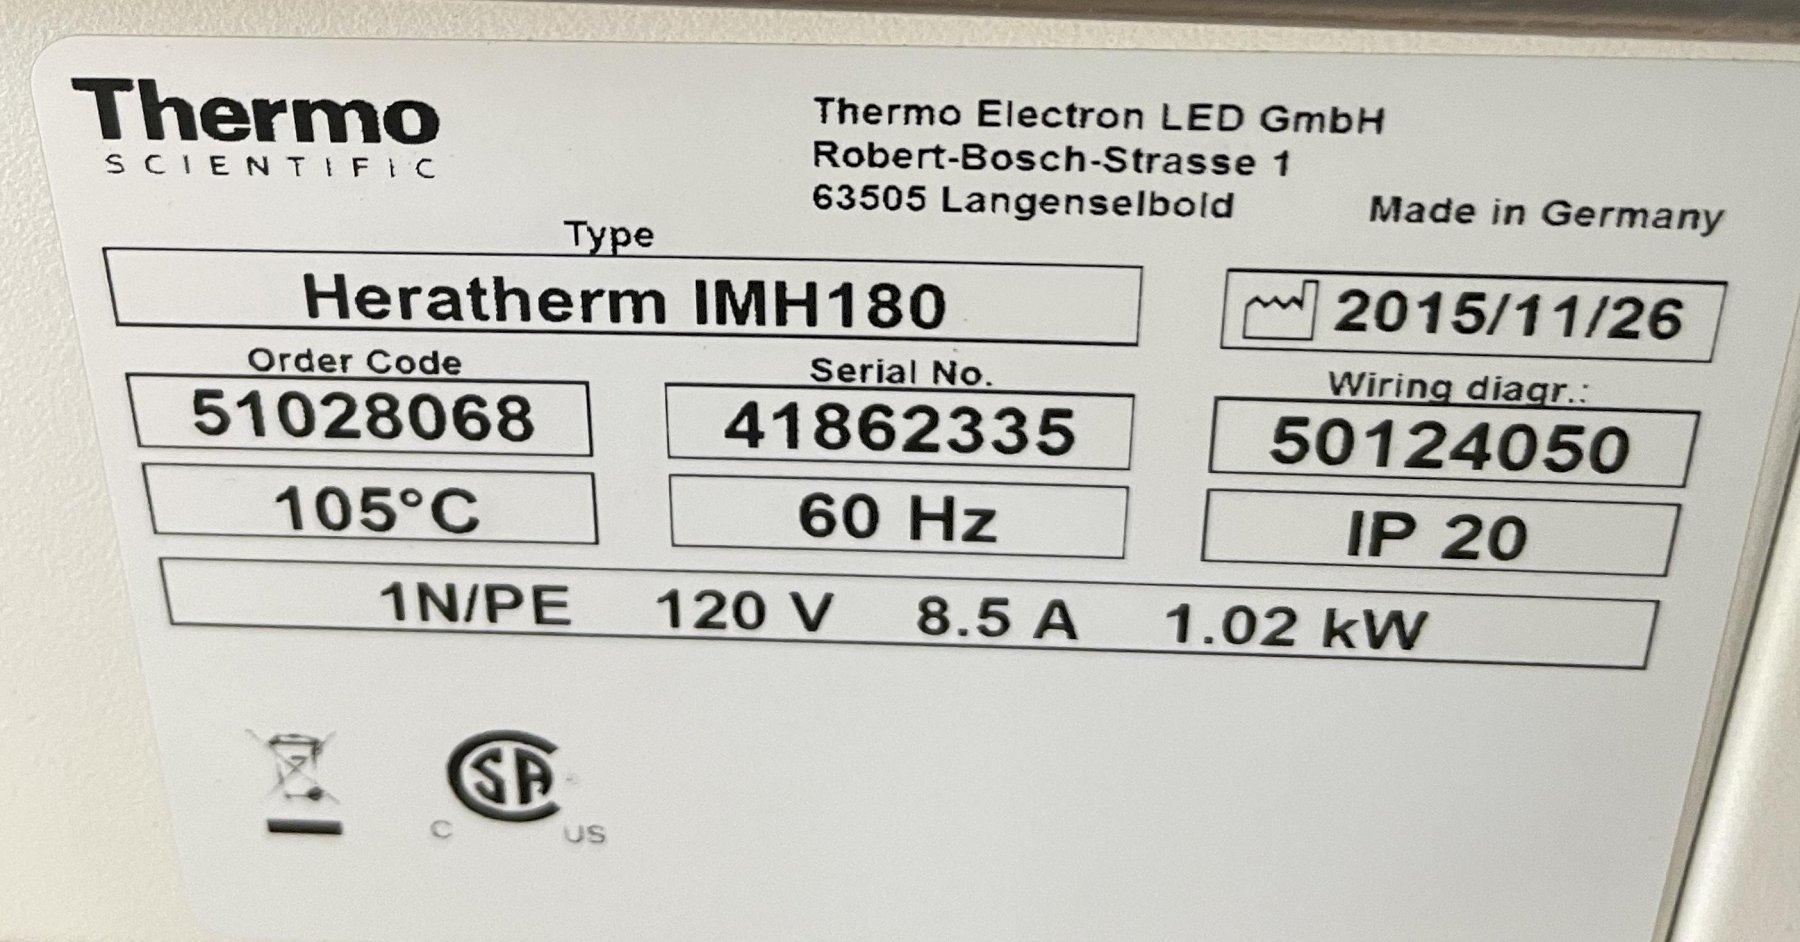 Thermo
SCIENTIFIC
Thermo Electron LED GmbH
Robert-Bosch-Strasse 1
63505 Langenselbold
Made in Germany
Type
Heratherm IMH180
2015/11/26
Order Code
51028068
Serial No.
41862335
Wiring diagr.:
50124050
105°C
60 Hz
IP 20
1N/PE 120 V 8.5 A 1.02 kW
CSA
C US